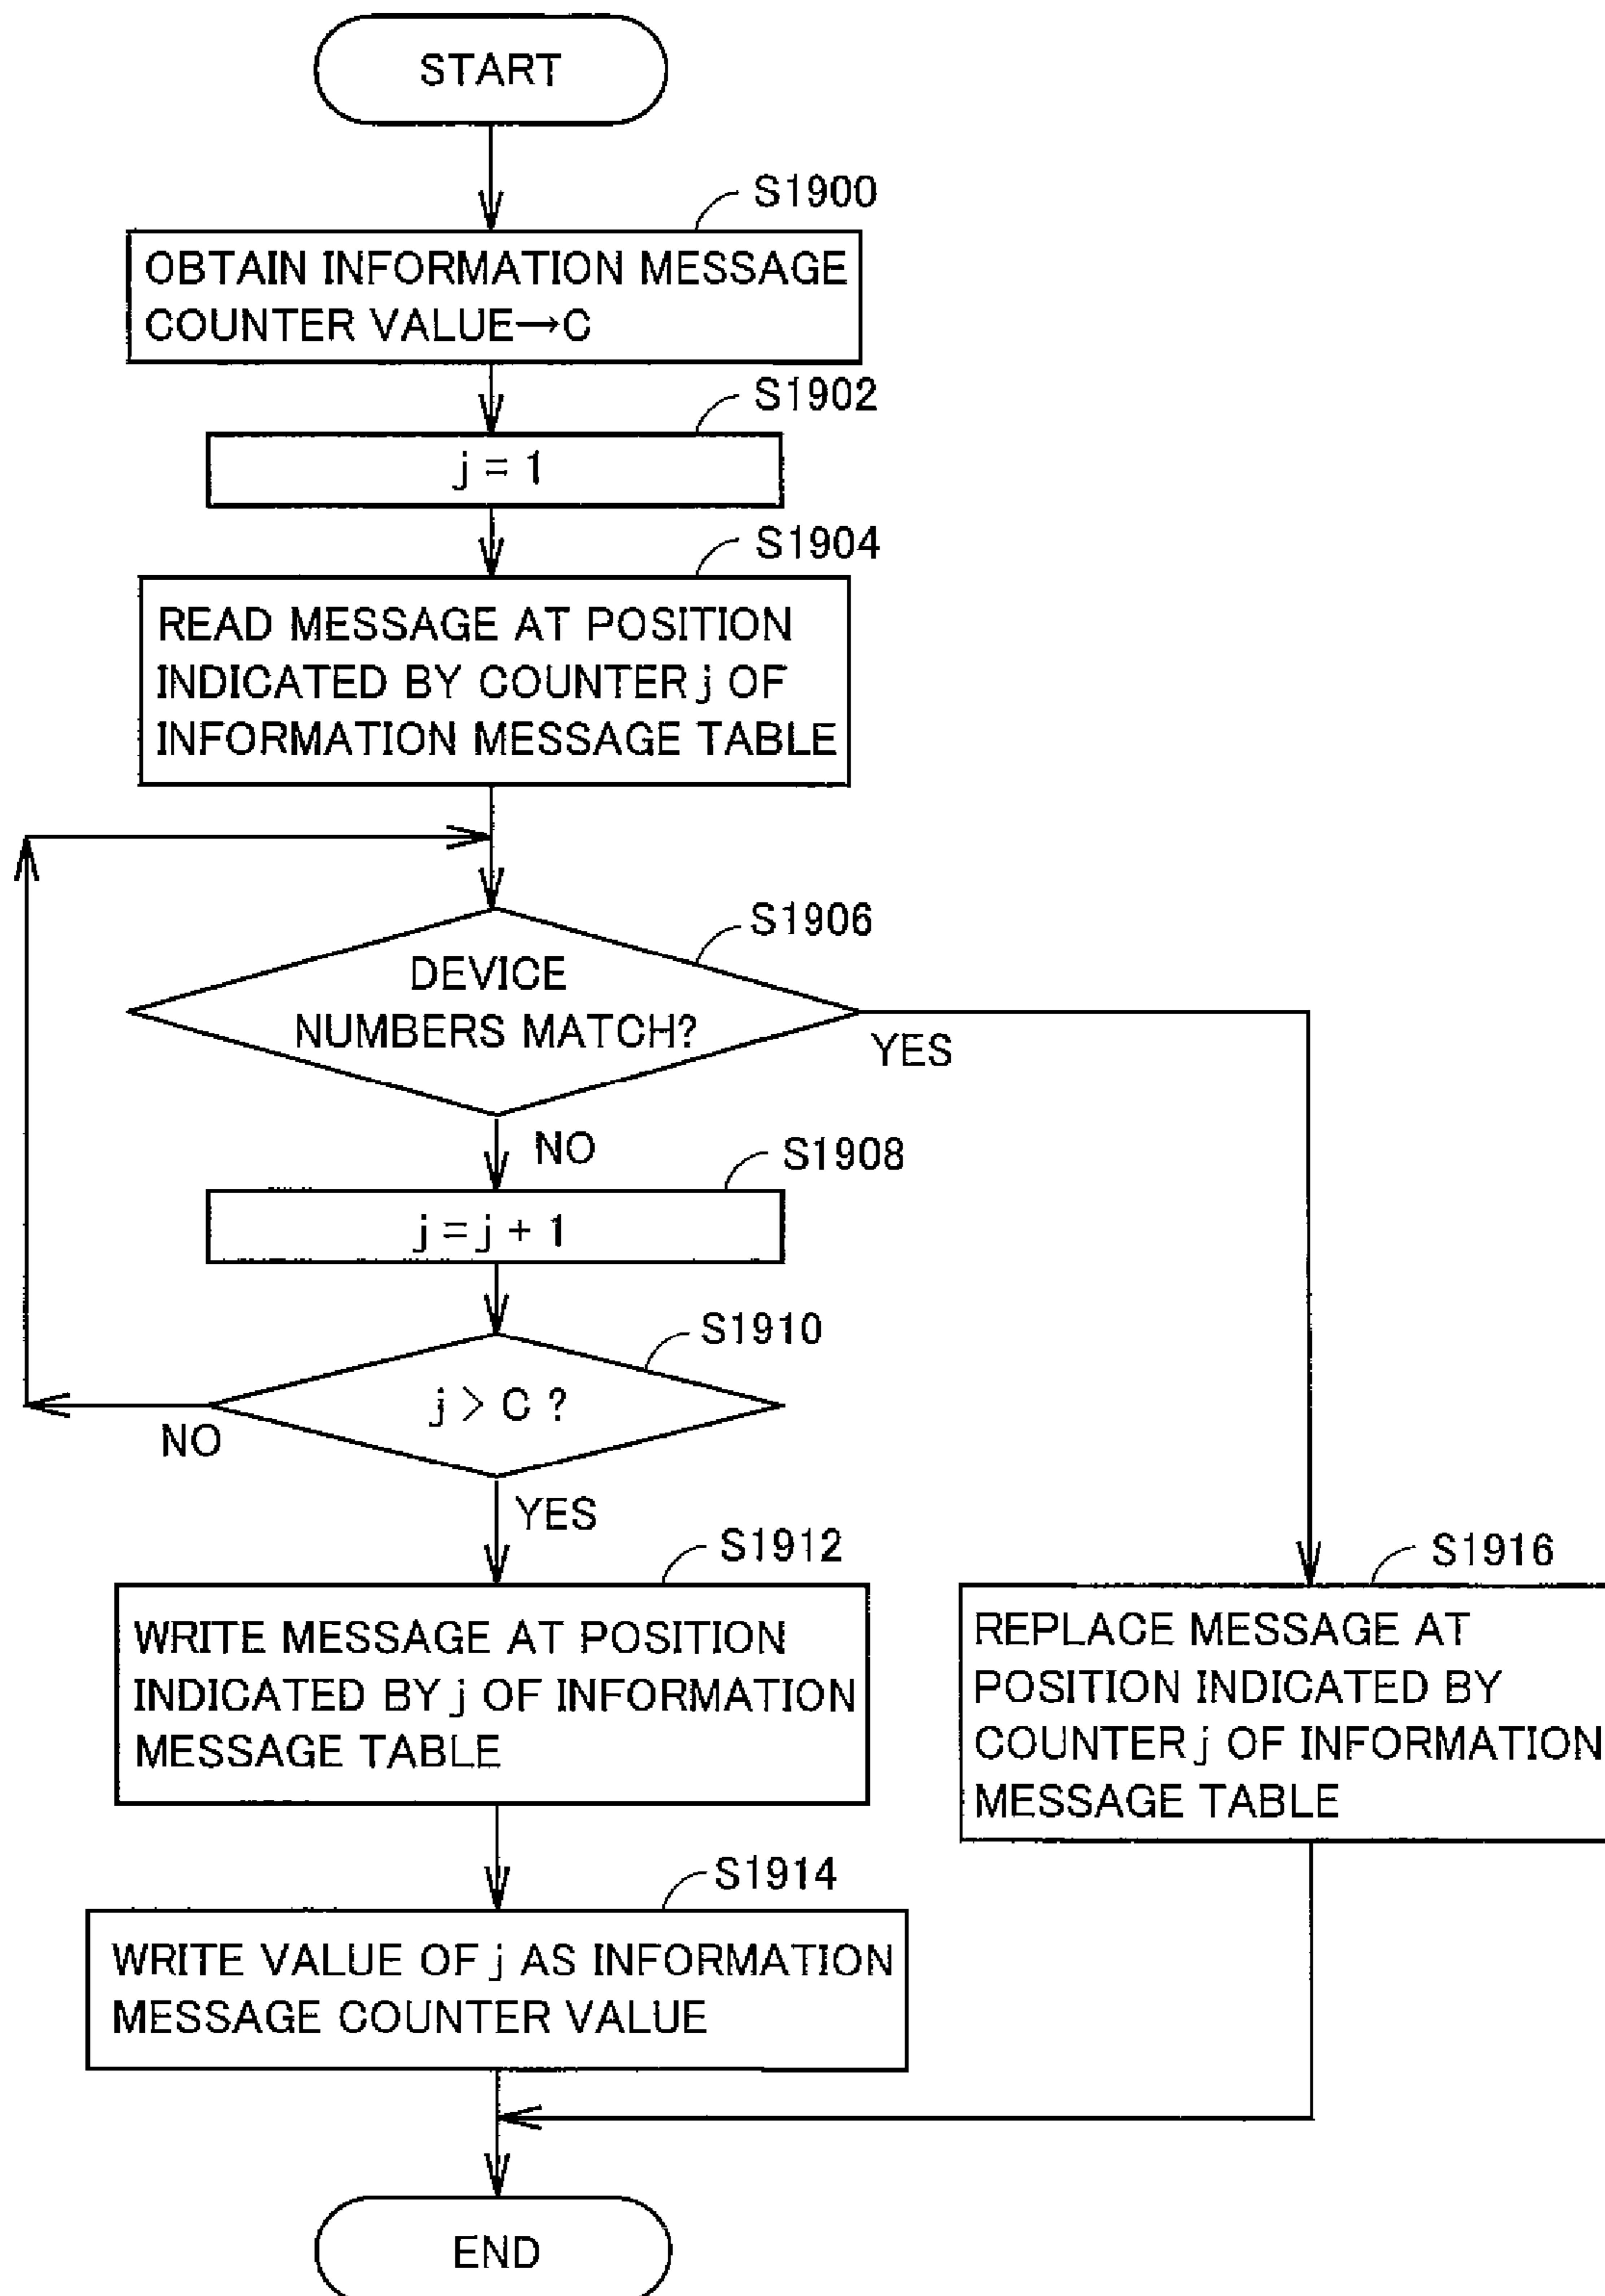 START
S1900
OBTAIN INFORMATION MESSAGE
COUNTER VALUE→C
S1902
j = 1
S1904
READ MESSAGE AT POSITION
INDICATED BY COUNTER j OF
INFORMATION MESSAGE TABLE
S1906
DEVICE
NUMBERS MATCH?
YES
NO
S1908
j = j + 1
S1910
j > C ?
NO
YES
S1912
WRITE MESSAGE AT POSITION
INDICATED BY j OF INFORMATION
MESSAGE TABLE
S1916
REPLACE MESSAGE AT
POSITION INDICATED BY
COUNTER j OF INFORMATION
MESSAGE TABLE
S1914
WRITE VALUE OF j AS INFORMATION
MESSAGE COUNTER VALUE
END